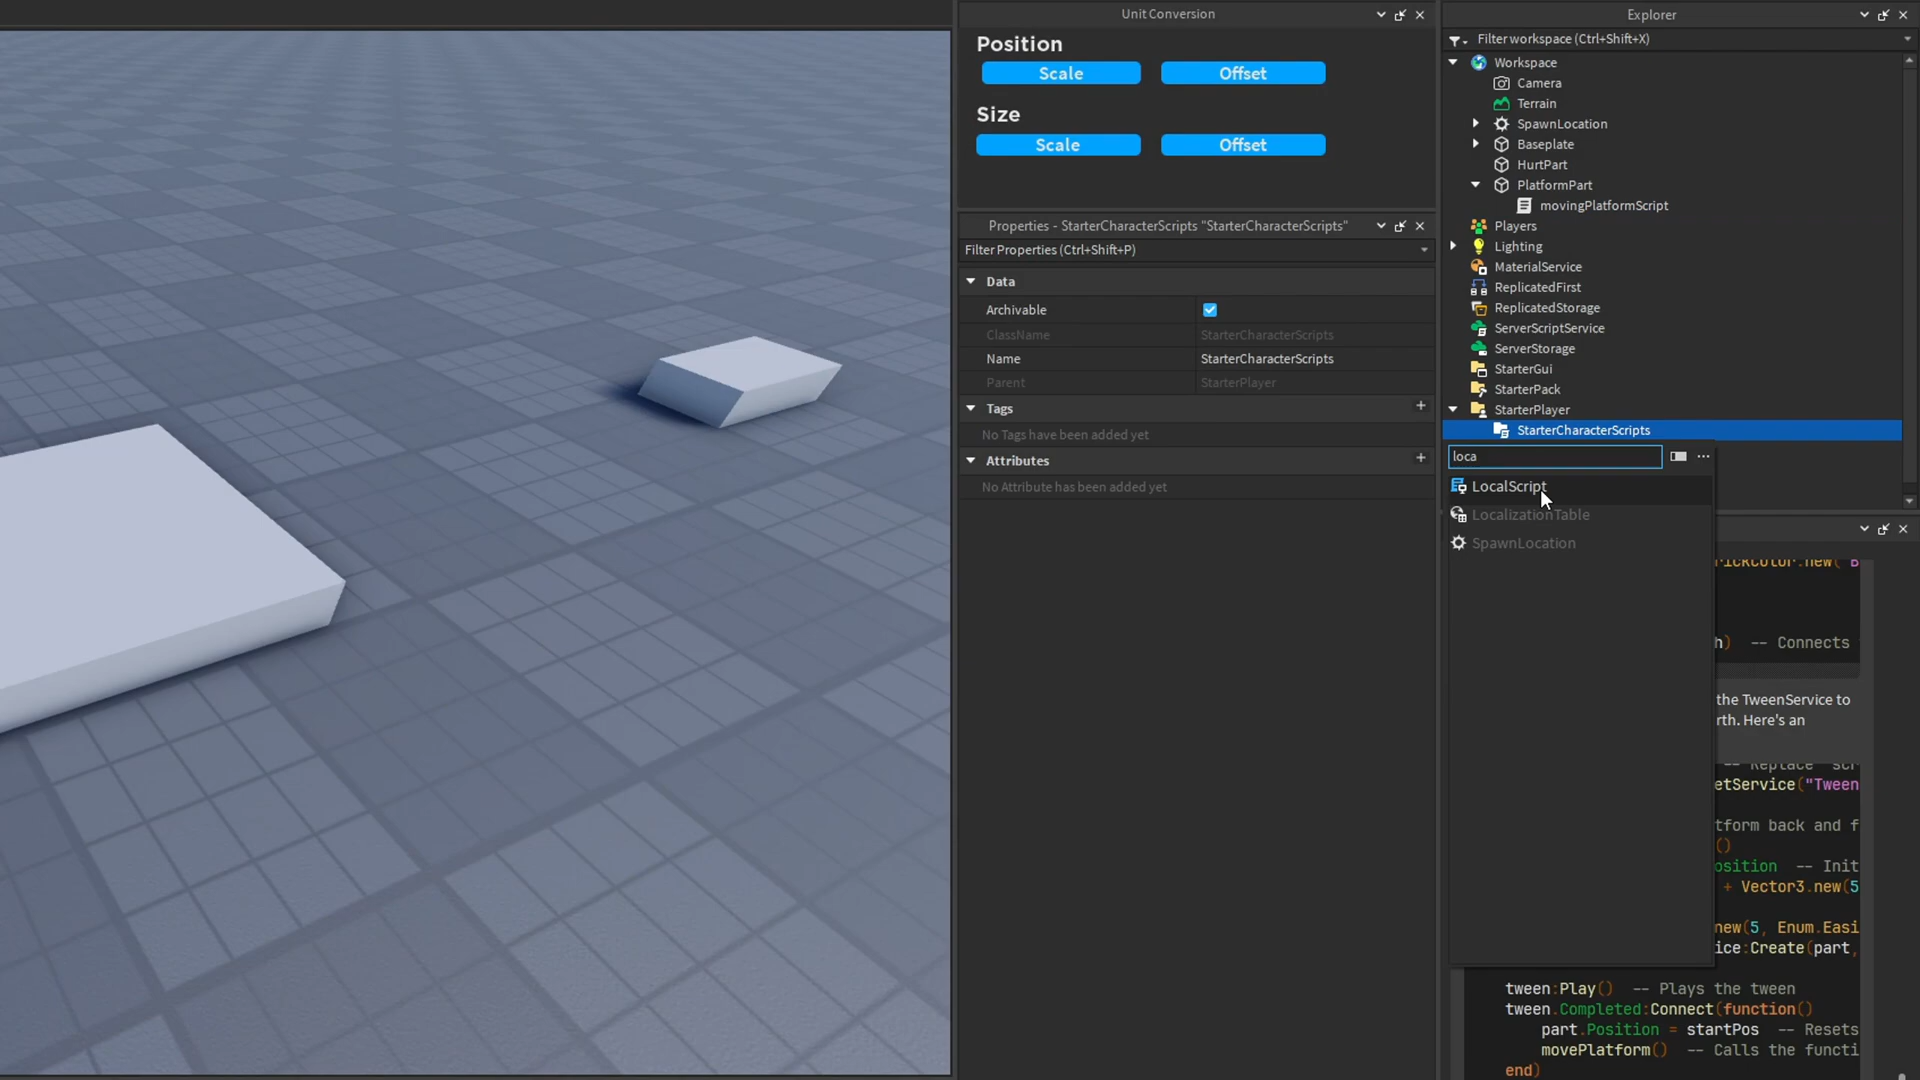 Unit Conversion
Position
Scale
Offset
Size
Scale
Offset
Properties - StarterCharacterScripts "StarterCharacterScripts"
Filter Properties (Ctrl+Shift+P)
Data
Archivable
ClassName
StarterCharacterScripts
Name
StarterCharacterScripts
Parent
StarterPlayer
Tags
No Tags have been added yet
Attributes
No Attribute has been added yet
Explorer
Filter workspace (Ctrl+Shift+X)
Workspace
Camera
Terrain
SpawnLocation
Baseplate
HurtPart
PlatformPart
movingPlatformScript
Players
Lighting
MaterialService
ReplicatedFirst
ReplicatedStorage
ServerScriptService
ServerStorage
StarterGui
StarterPack
StarterPlayer
StarterCharacterScripts
loca
LocalScript
LocalizationTable
SpawnLocation
h) -- Connects
the TweenService to
rth. Here's an
etService("Tween
tform back and f
()
osition -- Init
+ Vector3.new(5
new(5, Enum.Easi
ice:Create(part,
tween:Play() -- Plays the tween
tween.Completed:Connect(function()
part.Position = startPos -- Resets
movePlatform() -- Calls the functi
end)